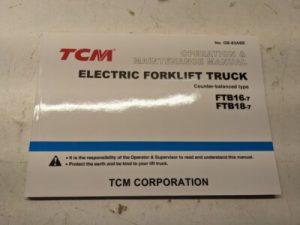 No. OB-83A6E
TCM
OPERATION &
MAINTENANCE MANUAL
ELECTRIC FORKLIFT TRUCK
Counter-balanced type
FTB16-7
FTB18-7
• It is the responsibility of the Operator & Supervisor to read and understand this manual.
• Protect the earth and be kind to your lift truck.
TCM CORPORATION